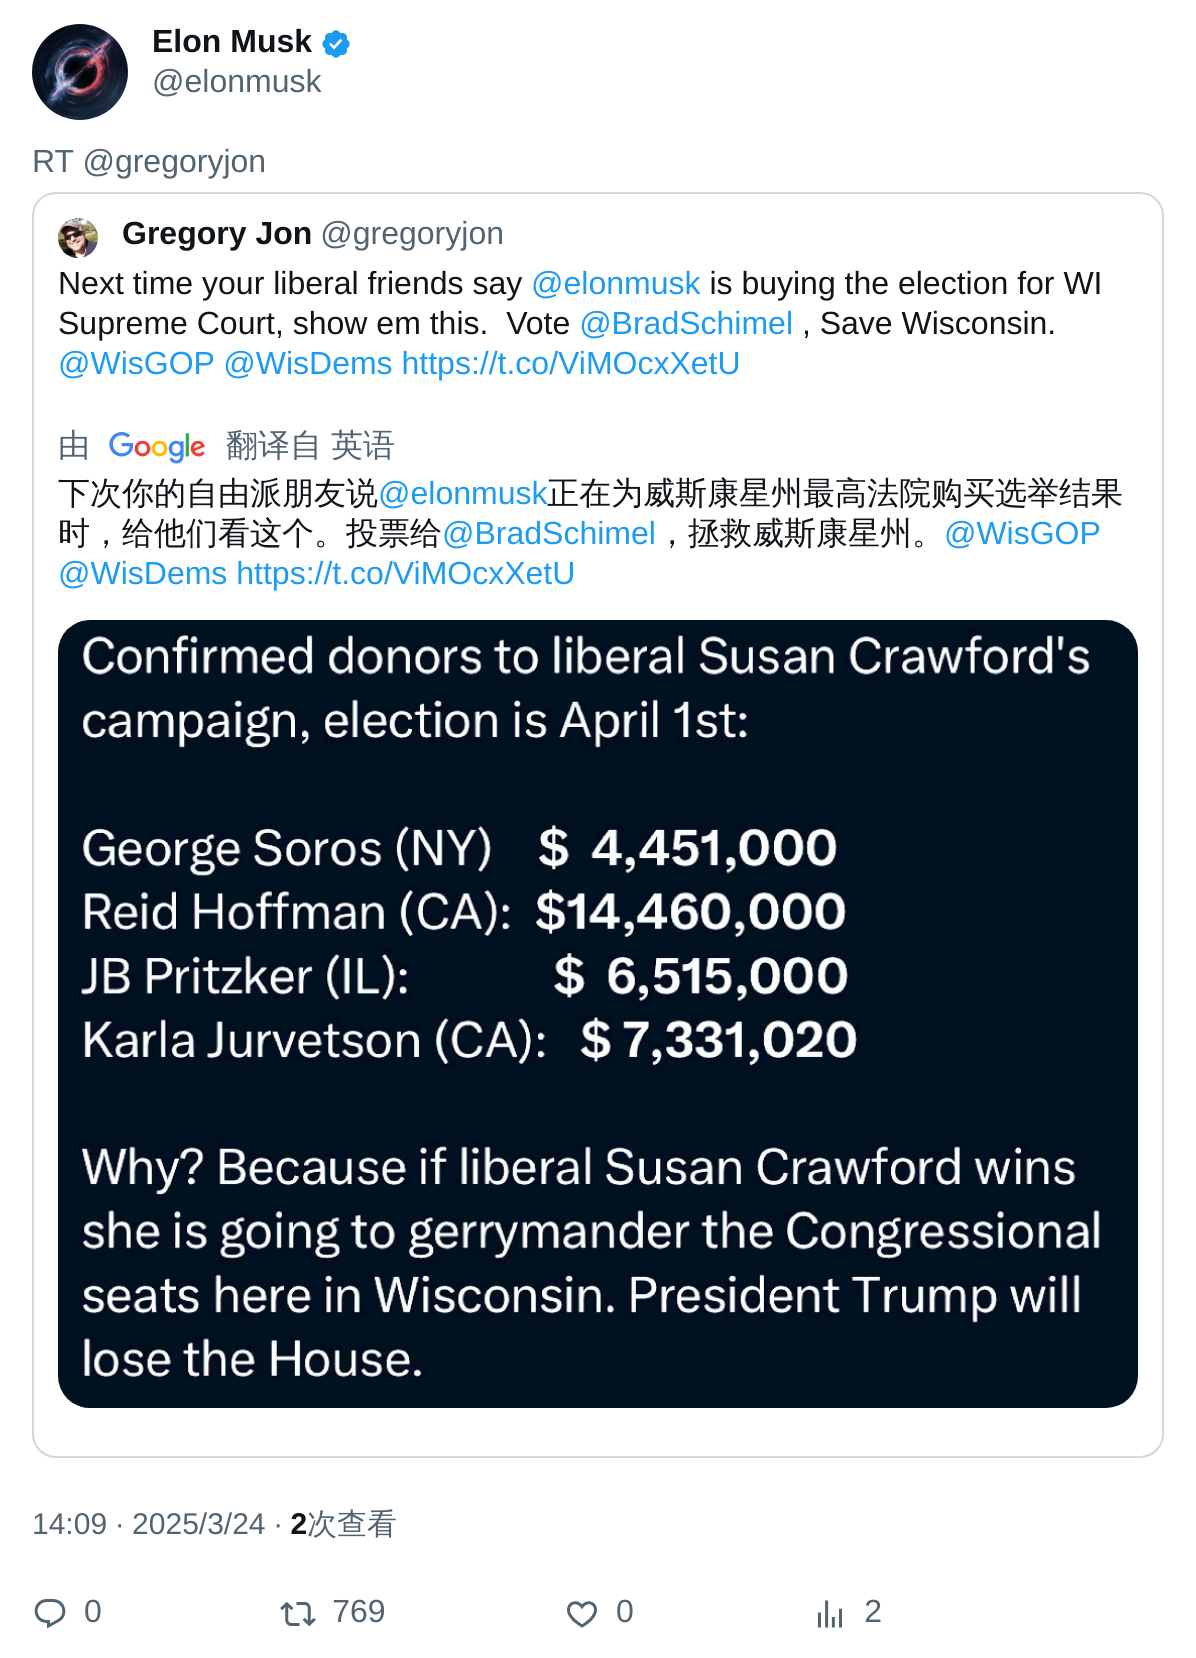 Elon Musk
@elonmusk
RT @gregoryjon
Gregory Jon @gregoryjon
Next time your liberal friends say @elonmusk is buying the election for WI
Supreme Court, show em this.  Vote @BradSchimel , Save Wisconsin.
@WisGOP @WisDems https://t.co/ViMOcxXetU
由 Google 翻译自 英语
下次你的自由派朋友说@elonmusk正在为威斯康星州最高法院购买选举结果
时，给他们看这个。投票给@BradSchimel，拯救威斯康星州。@WisGOP
@WisDems https://t.co/ViMOcxXetU
Confirmed donors to liberal Susan Crawford's
campaign, election is April 1st:
George Soros (NY) $ 4,451,000
Reid Hoffman (CA): $14,460,000
JB Pritzker (IL): $ 6,515,000
Karla Jurvetson (CA): $ 7,331,020
Why? Because if liberal Susan Crawford wins
she is going to gerrymander the Congressional
seats here in Wisconsin. President Trump will
lose the House.
14:09 · 2025/3/24 · 2次查看
0 769 0 2